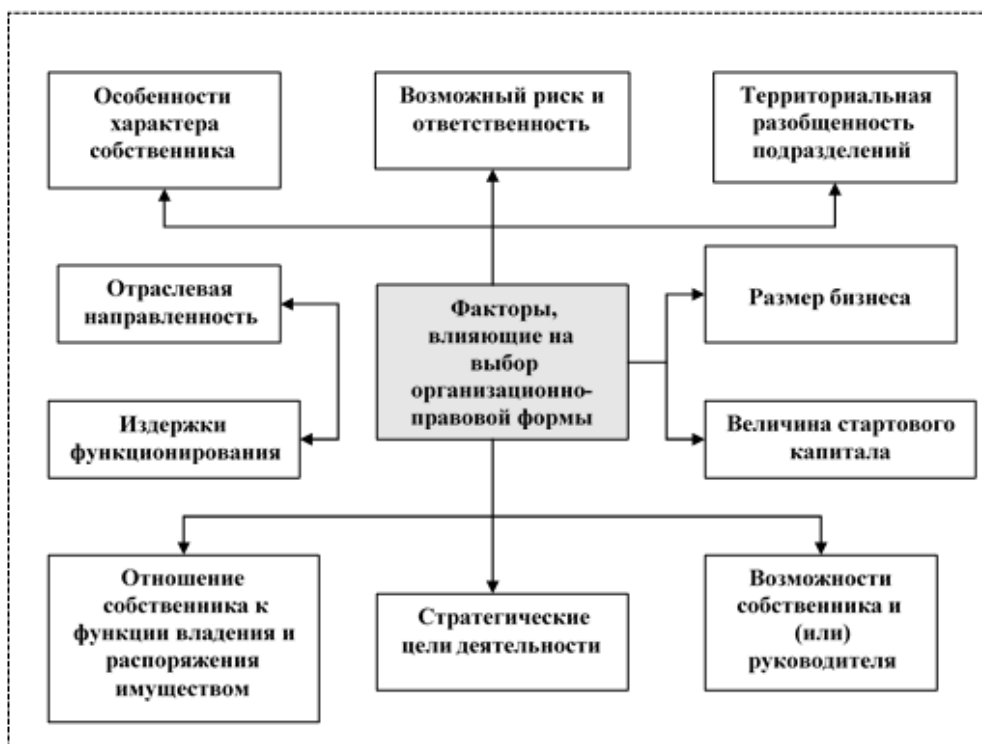 Особенности
характера
собственника
Возможный риск и
ответственность
Территориальная
разобщенность
подразделений
Отраслевая
направленность
Факторы,
влияющие на
выбор
организационно-
правовой формы
Размер бизнеса
Издержки
функционирования
Величина стартового
капитала
Отношение
собственника к
функции владения и
распоряжения
имуществом
Стратегические
цели деятельности
Возможности
собственника и
(или)
руководителя